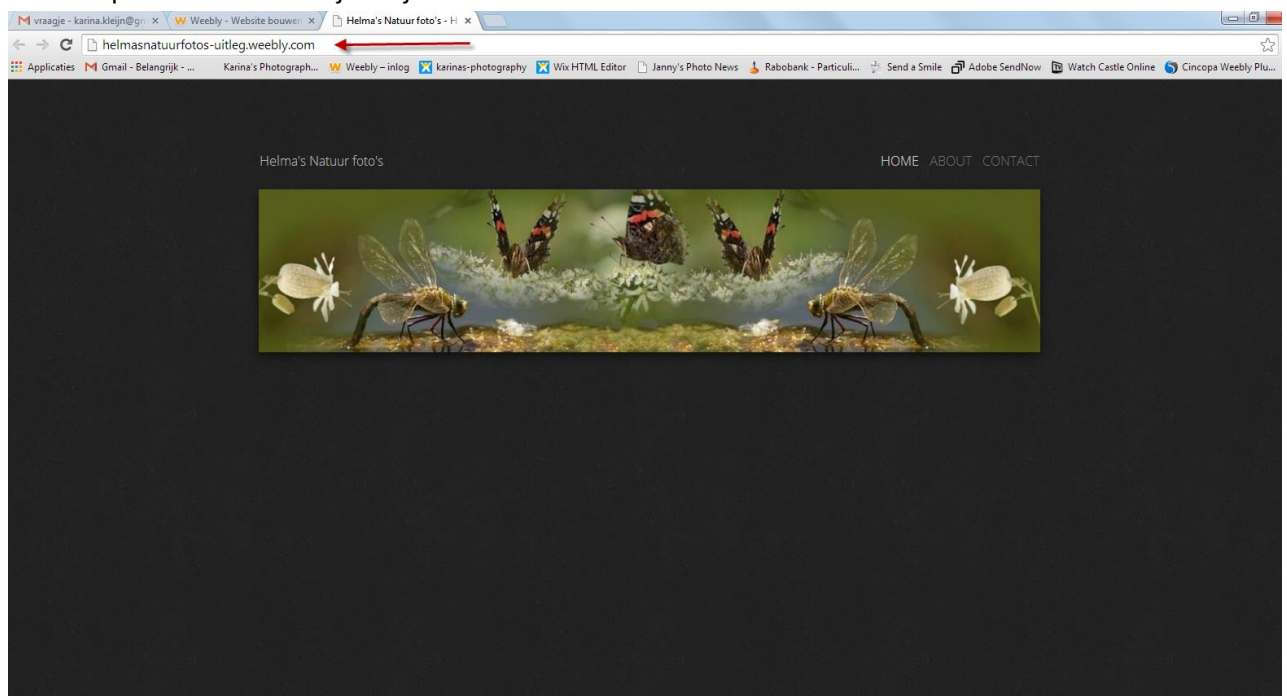 vraagje - karina.kleijn@gn
Weebly - Website bouwen
Helma's Natuur foto's - H
helmasnatuurfotos-uitleg.weebly.com
Applicaties Gmail - Belangrijk - ... Karina's Photograph... Weebly – inlog karinas-photography Wix HTML Editor Janny's Photo News Rabobank - Particuli... Send a Smile Adobe SendNow Watch Castle Online Cincopa Weebly Plu...
Helma's Natuur foto's
HOME ABOUT CONTACT